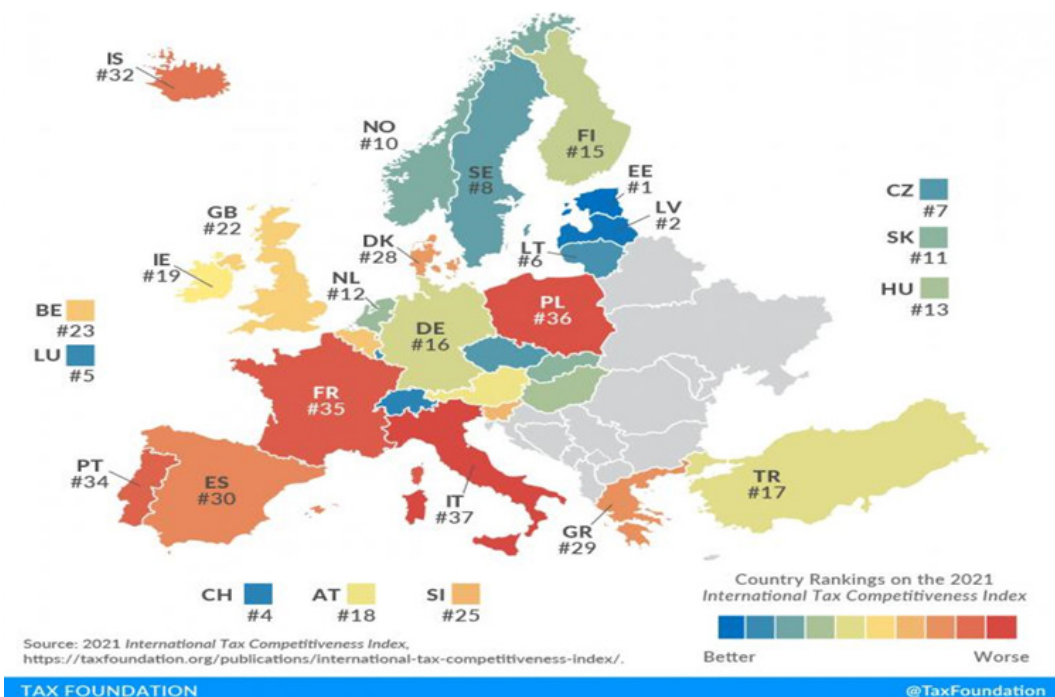 IS
#32
NO
#10
FI
#15
SE
#8
EE
#1
LV
#2
GB
#22
DK
#28
LT
#6
IE
#19
NL
#12
PL
#36
DE
#16
BE
#23
LU
#5
CZ
#7
SK
#11
HU
#13
FR
#35
PT
#34
ES
#30
IT
#37
GR
#29
TR
#17
CH
#4
AT
#18
SI
#25
Country Rankings on the 2021
International Tax Competitiveness Index
Better
Worse
Source: 2021 International Tax Competitiveness Index,
https://taxfoundation.org/publications/international-tax-competitiveness-index/.
TAX FOUNDATION
@TaxFoundation